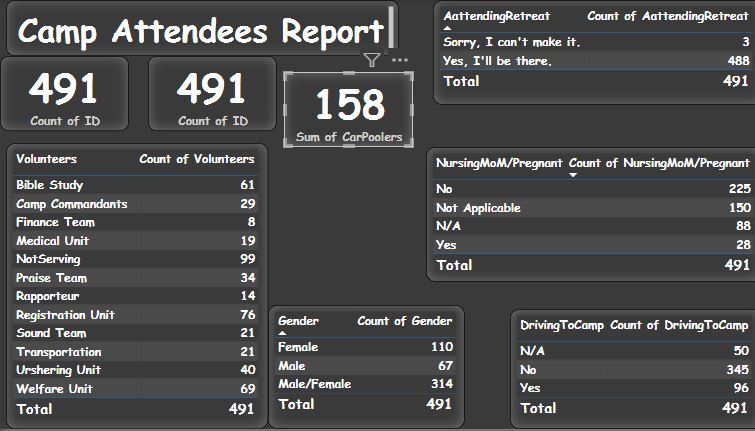 Camp Attendees Report
491
Count of ID
491
Count of ID
158
Sum of CarPoolers
AattendingRetreat Count of AattendingRetreat
Sorry, I can't make it. 3
Yes, I'll be there. 488
Total 491
Volunteers Count of Volunteers
Bible Study 61
Camp Commandants 29
Finance Team 8
Medical Unit 19
NotServing 99
Praise Team 34
Rapporteur 14
Registration Unit 76
Sound Team 21
Transportation 21
Urshering Unit 40
Welfare Unit 69
Total 491
NursingMoM/Pregnant Count of NursingMoM/Pregnant
No 225
Not Applicable 150
N/A 88
Yes 28
Total 491
Gender Count of Gender
Female 110
Male 67
Male/Female 314
Total 491
DrivingToCamp Count of DrivingToCamp
N/A 50
No 345
Yes 96
Total 491